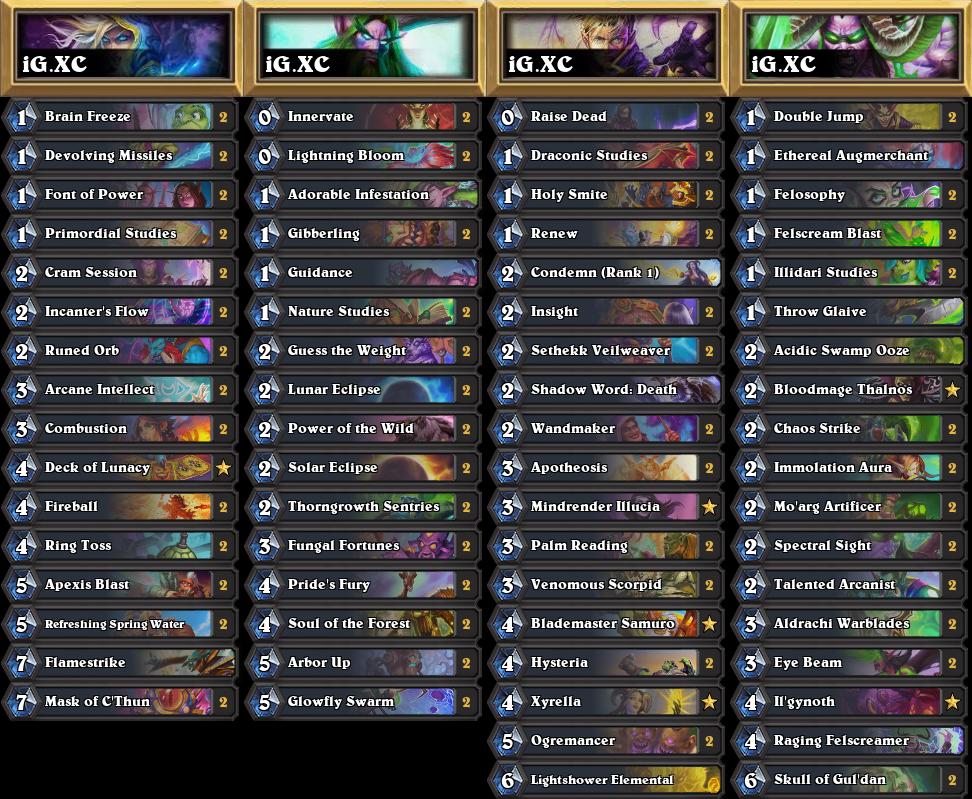 iG.XC
1 Brain Freeze 2
1 Devolving Missiles 2
1 Font of Power 2
1 Primordial Studies 2
2 Cram Session 2
2 Incanter's Flow 2
2 Runed Orb 2
3 Arcane Intellect 2
3 Combustion 2
4 Deck of Lunacy
4 Fireball 2
4 Ring Toss 2
5 Apexis Blast 2
5 Refreshing Spring Water 2
7 Flamestrike
7 Mask of C'Thun 2
iG.XC
0 Innervate 2
0 Lightning Bloom 2
1 Adorable Infestation
1 Gibberling 2
1 Guidance
1 Nature Studies 2
2 Guess the Weight 2
2 Lunar Eclipse 2
2 Power of the Wild 2
2 Solar Eclipse 2
2 Thorngrowth Sentries 2
3 Fungal Fortunes 2
4 Pride's Fury 2
4 Soul of the Forest 2
5 Arbor Up 2
5 Glowfly Swarm 2
iG.XC
0 Raise Dead 2
1 Draconic Studies 2
1 Holy Smite 2
1 Renew 2
2 Condemn (Rank 1)
2 Insight 2
2 Sethekk Veilweaver 2
2 Shadow Word: Death
2 Wandmaker 2
3 Apotheosis 2
3 Mindrender Illucia
3 Palm Reading 2
3 Venomous Scorpid 2
4 Blademaster Samuro
4 Hysteria 2
4 Xyrella
5 Ogremancer 2
6 Lightshower Elemental
iG.XC
1 Double Jump 2
1 Ethereal Augmerchant
1 Felosophy 2
1 Felscream Blast 2
1 Illidari Studies 2
1 Throw Glaive
2 Acidic Swamp Ooze
2 Bloodmage Thalnos
2 Chaos Strike 2
2 Immolation Aura 2
2 Mo'arg Artificer 2
2 Spectral Sight 2
2 Talented Arcanist 2
3 Aldrachi Warblades 2
3 Eye Beam 2
4 Il'gynoth
4 Raging Felscreamer
6 Skull of Gul'dan 2